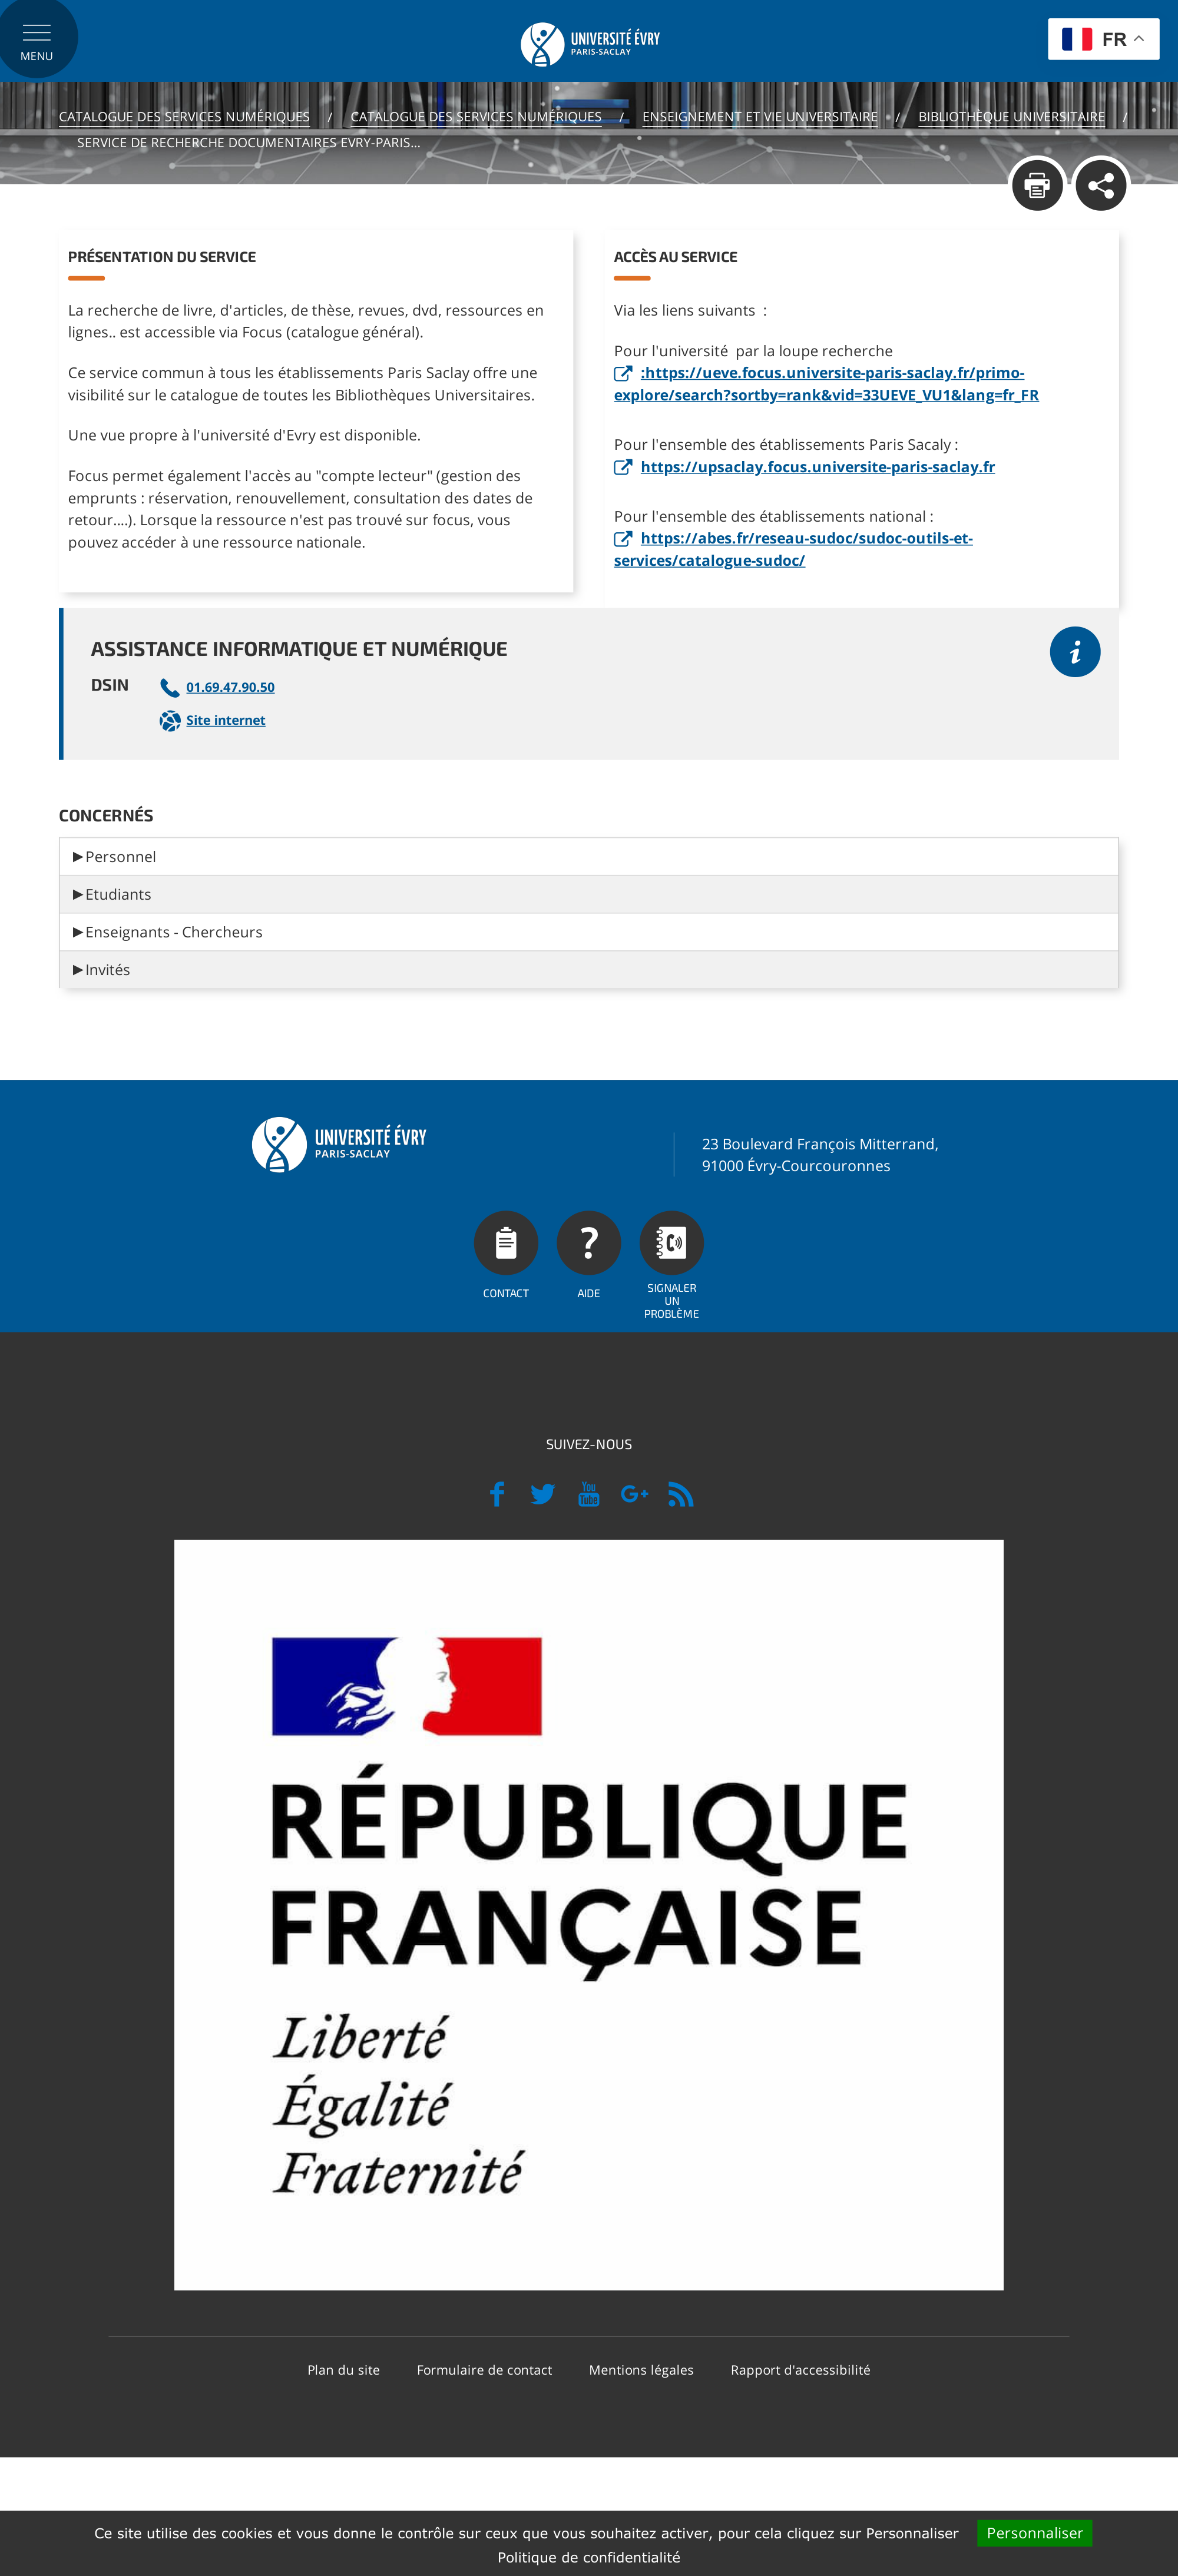 MENU
UNIVERSITÉ ÉVRY
PARIS-SACLAY
FR
CATALOGUE DES SERVICES NUMÉRIQUES / CATALOGUE DES SERVICES NUMÉRIQUES / ENSEIGNEMENT ET VIE UNIVERSITAIRE / BIBLIOTHÈQUE UNIVERSITAIRE /
SERVICE DE RECHERCHE DOCUMENTAIRES EVRY-PARIS...
PRÉSENTATION DU SERVICE
La recherche de livre, d'articles, de thèse, revues, dvd, ressources en
lignes.. est accessible via Focus (catalogue général).
Ce service commun à tous les établissements Paris Saclay offre une
visibilité sur le catalogue de toutes les Bibliothèques Universitaires.
Une vue propre à l'université d'Evry est disponible.
Focus permet également l'accès au "compte lecteur" (gestion des
emprunts : réservation, renouvellement, consultation des dates de
retour....). Lorsque la ressource n'est pas trouvé sur focus, vous
pouvez accéder à une ressource nationale.
ACCÈS AU SERVICE
Via les liens suivants :
Pour l'université par la loupe recherche
:https://ueve.focus.universite-paris-saclay.fr/primo-
explore/search?sortby=rank&vid=33UEVE_VU1&lang=fr_FR
Pour l'ensemble des établissements Paris Sacaly :
https://upsaclay.focus.universite-paris-saclay.fr
Pour l'ensemble des établissements national :
https://abes.fr/reseau-sudoc/sudoc-outils-et-
services/catalogue-sudoc/
ASSISTANCE INFORMATIQUE ET NUMÉRIQUE
DSIN
01.69.47.90.50
Site internet
CONCERNÉS
Personnel
Etudiants
Enseignants - Chercheurs
Invités
UNIVERSITÉ ÉVRY
PARIS-SACLAY
23 Boulevard François Mitterrand,
91000 Évry-Courcouronnes
CONTACT
AIDE
SIGNALER
UN
PROBLÈME
SUIVEZ-NOUS
You
Tube
G+
RÉPUBLIQUE
FRANÇAISE
Liberté
Égalité
Fraternité
Plan du site Formulaire de contact Mentions légales Rapport d'accessibilité
Ce site utilise des cookies et vous donne le contrôle sur ceux que vous souhaitez activer, pour cela cliquez sur Personnaliser Personnaliser
Politique de confidentialité